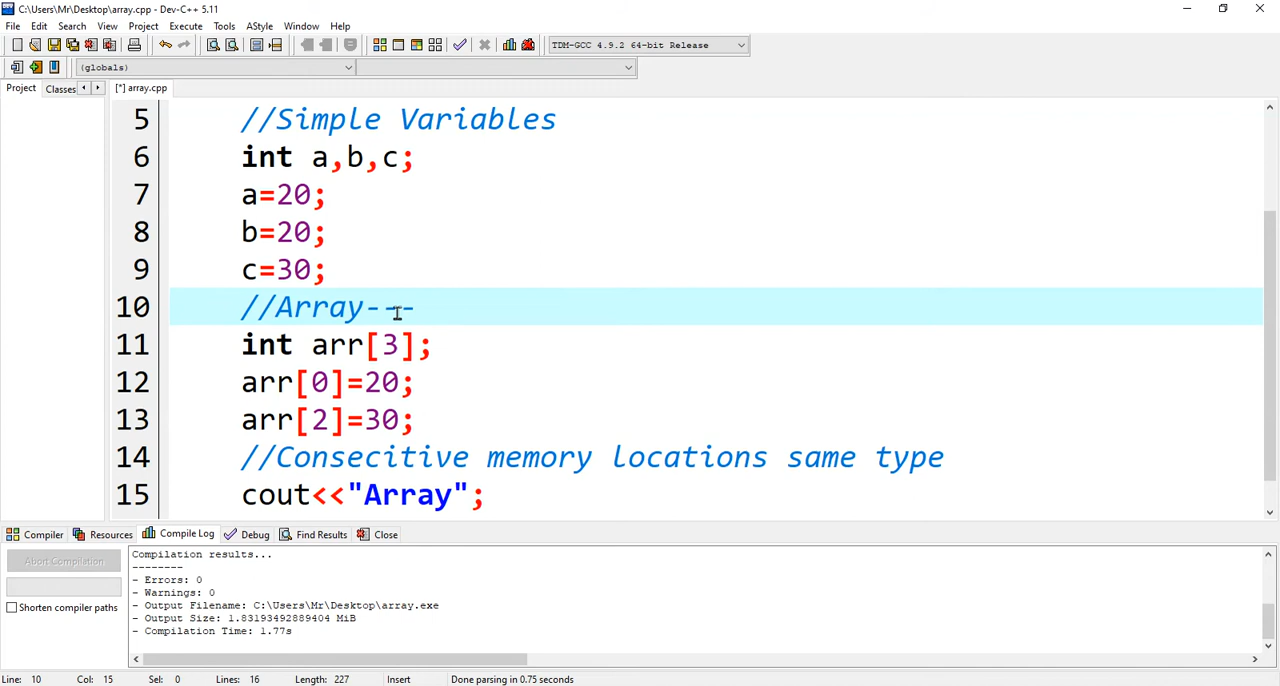 C:\Users\Mr\Desktop\array.cpp - Dev-C++ 5.11
File Edit Search View Project Execute Tools AStyle Window Help
TDM-GCC 4.9.2 64-bit Release
(globals)
Project Classes [*] array.cpp
5 //Simple Variables
6 int a,b,c;
7 a=20;
8 b=20;
9 c=30;
10 //Array---
11 int arr[3];
12 arr[0]=20;
13 arr[2]=30;
14 //Consecitive memory locations same type
15 cout<<"Array";
Compiler Resources Compile Log Debug Find Results Close
Abort Compilation
Shorten compiler paths
Compilation results...
--------
- Errors: 0
- Warnings: 0
- Output Filename: C:\Users\Mr\Desktop\array.exe
- Output Size: 1.83193492889404 MiB
- Compilation Time: 1.77s
Line: 10 Col: 15 Sel: 0 Lines: 16 Length: 227 Insert Done parsing in 0.75 seconds